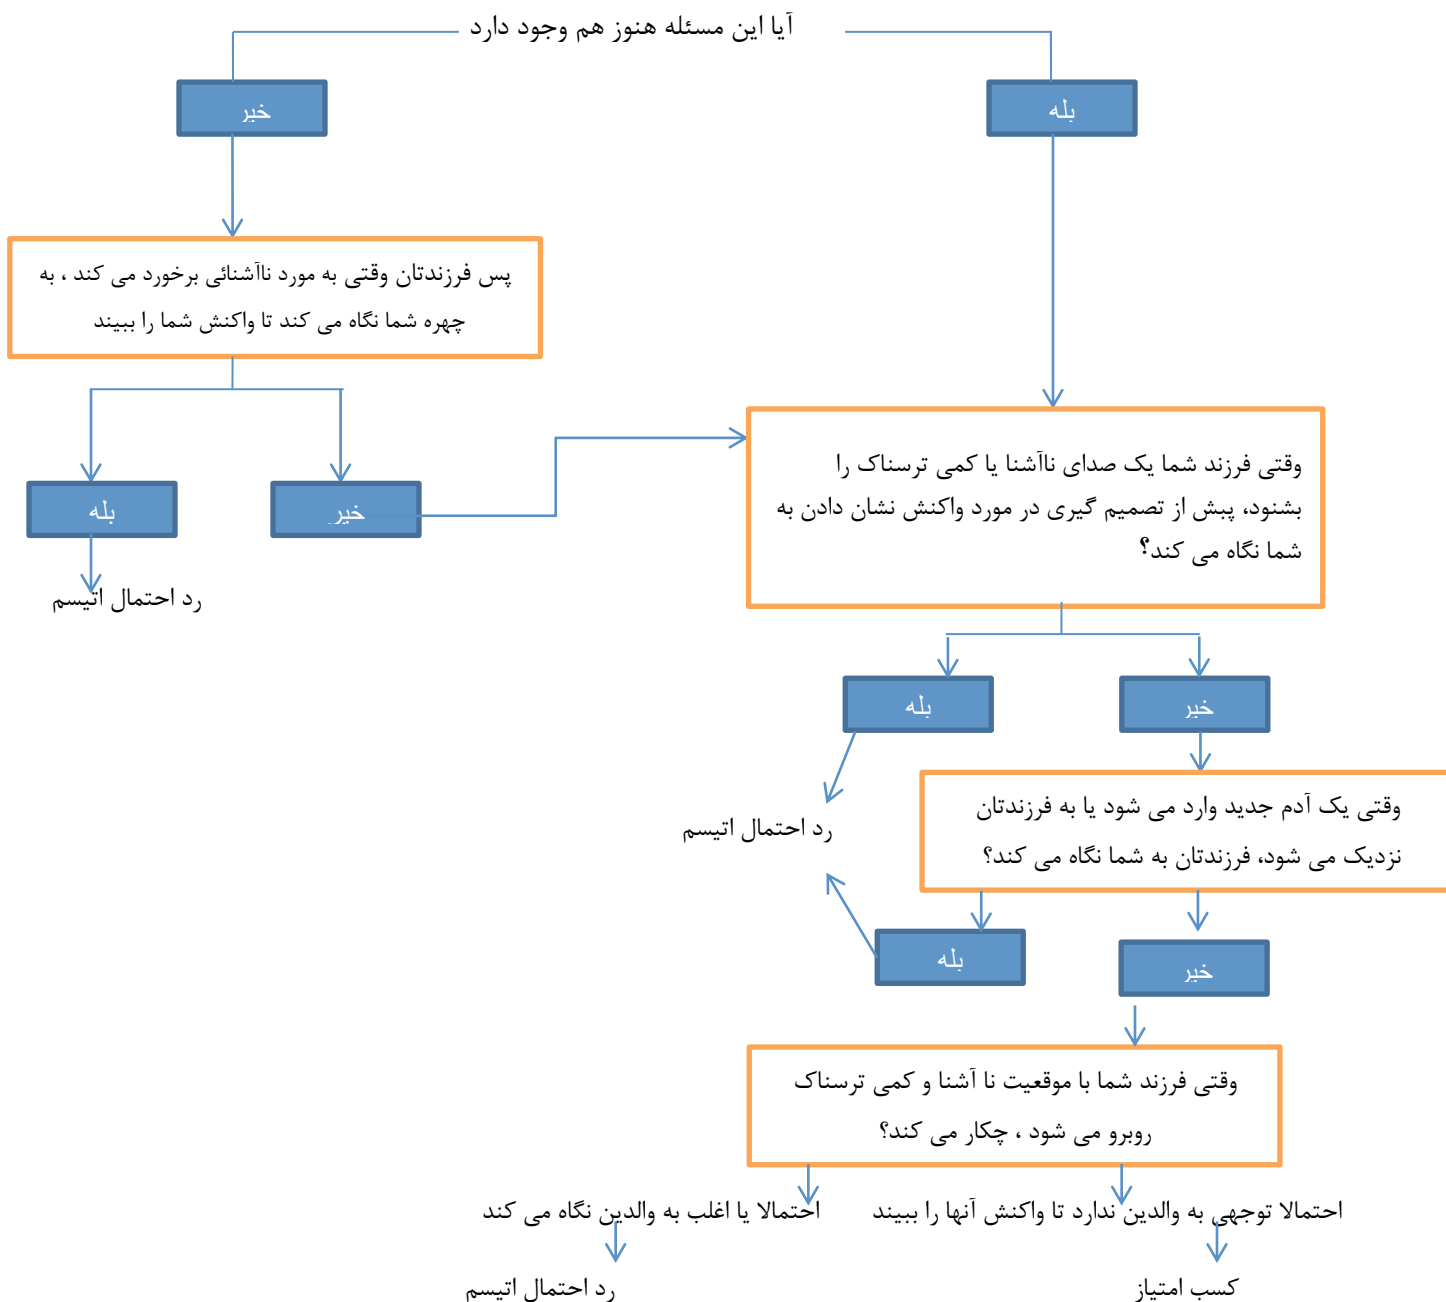 آیا این مسئله هنوز هم وجود دارد
بله
خیر
پس فرزندتان وقتی به مورد ناآشنائی برخورد می کند ، به
چهره شما نگاه می کند تا واکنش شما را ببیند
خیر
بله
رد احتمال اتیسم
وقتی فرزند شما یک صدای ناآشنا یا کمی ترسناک را
بشنود، پبش از تصمیم گیری در مورد واکنش نشان دادن به
شما نگاه می کند؟
خیر
بله
رد احتمال اتیسم
وقتی یک آدم جدید وارد می شود یا به فرزندتان
نزدیک می شود، فرزندتان به شما نگاه می کند؟
بله
خیر
وقتی فرزند شما با موقعیت نا آشنا و کمی ترسناک
روبرو می شود ، چکار می کند؟
احتمالا توجهی به والدین ندارد تا واکنش آنها را ببیند
احتمالا یا اغلب به والدین نگاه می کند
کسب امتیاز
رد احتمال اتیسم